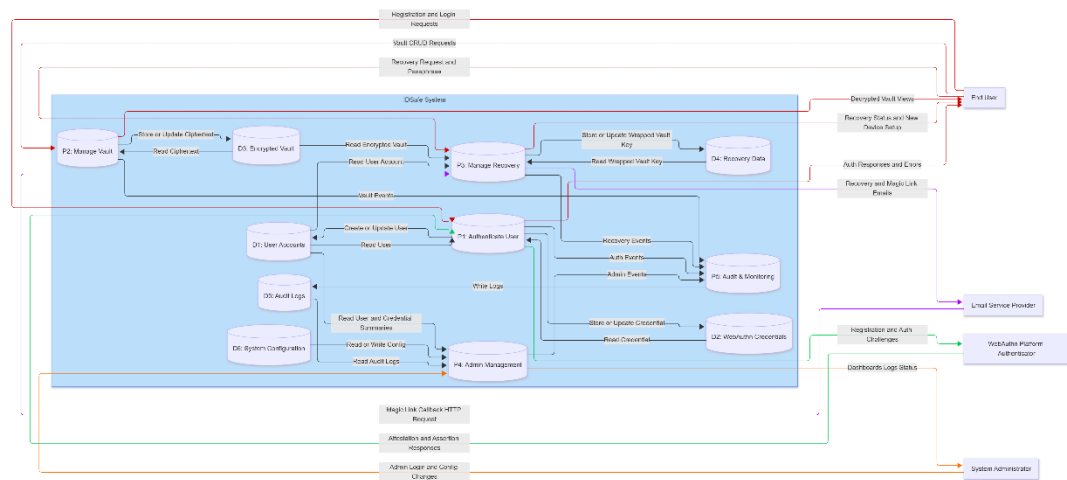 Registration and Login
Requests
Vault CRUD Requests
Recovery Request and
Passphrase
End User
IDSafe System
Decrypted Vault Views
Recovery Status and New
Device Setup
Store or Update Ciphertext
P2: Manage Vault
D3: Encrypted Vault
Read Ciphertext
Read Encrypted Vault
Read User Account
P3: Manage Recovery
Store or Update Wrapped Vault
Key
Read Wrapped Vault Key
D4: Recovery Data
Auth Responses and Errors
Recovery and Magic Link
Emails
Vault Events
Create or Update User
D1: User Accounts
Read User
P1: Authenticate User
Recovery Events
Auth Events
Admin Events
P5: Audit & Monitoring
Write Logs
D5: Audit Logs
Email Service Provider
Read User and Credential
Summaries
Store or Update Credential
D2: WebAuthn Credentials
Read Credential
Registration and Auth
Challenges
WebAuthn Platform
Authenticator
D6: System Configuration
Read or Write Config
Read Audit Logs
P4: Admin Management
Dashboards Logs Status
Magic Link Callback HTTP
Request
Attestation and Assertion
Responses
Admin Login and Config
Changes
System Administrator